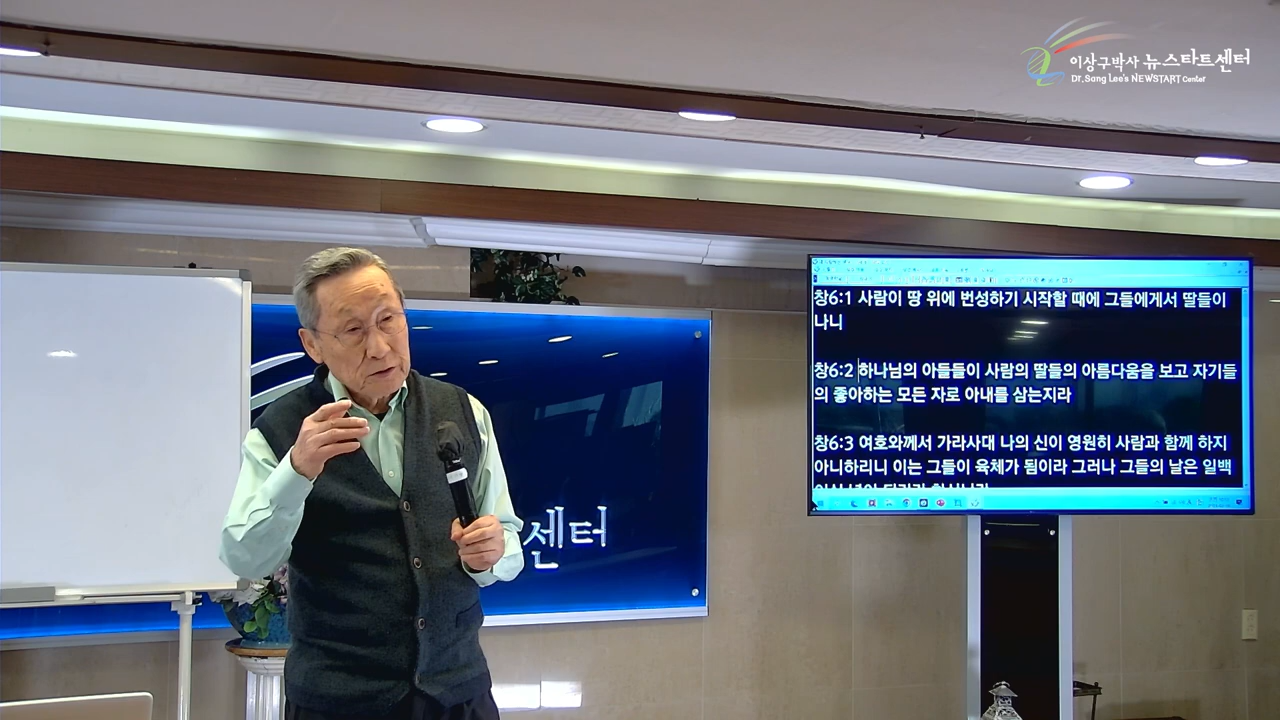 이상구박사 뉴스타트센터
Dr. Sang Lee's NEWSTART Center
창6:1 사람이 땅 위에 번성하기 시작할 때에 그들에게서 딸들이
나니
창6:2 하나님의 아들들이 사람의 딸들의 아름다움을 보고 자기들
의 좋아하는 모든 자로 아내를 삼는지라
창6:3 여호와께서 가라사대 나의 신이 영원히 사람과 함께 하지
아니하리니 이는 그들이 육체가 됨이라 그러나 그들의 날은 일백
센터